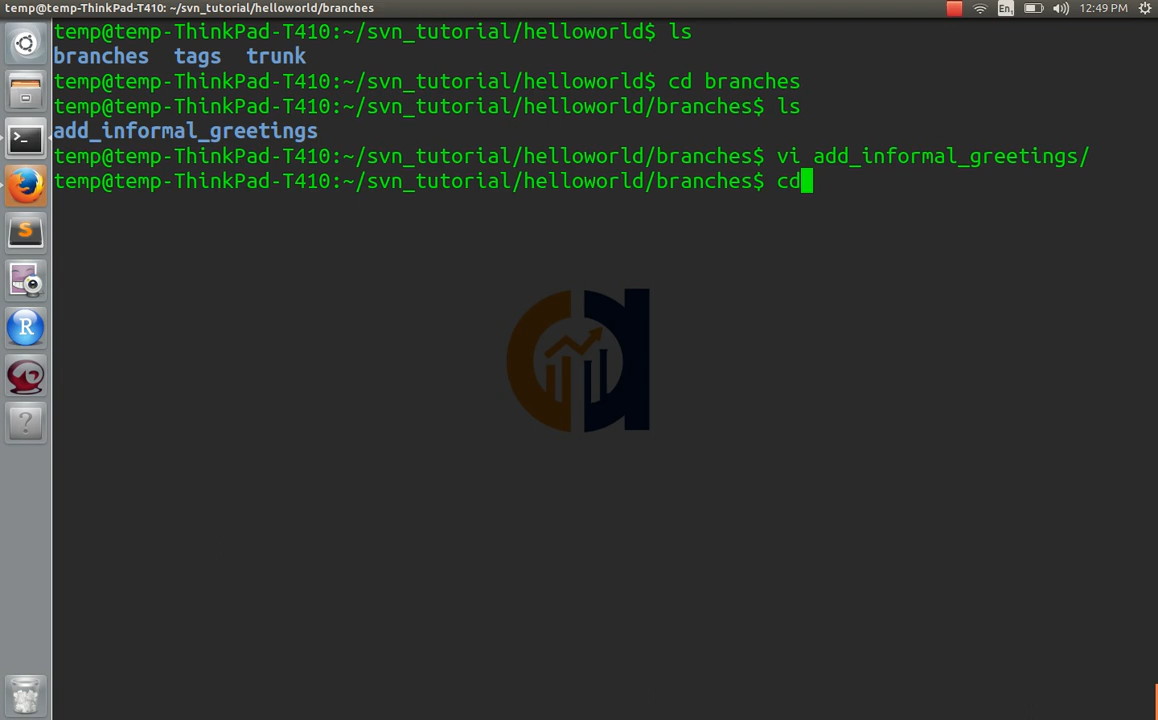 temp@temp-ThinkPad-T410: ~/svn_tutorial/helloworld/branches
En₁
12:49 PM
temp@temp-ThinkPad-T410:~/svn_tutorial/helloworld$ ls
branches  tags  trunk
temp@temp-ThinkPad-T410:~/svn_tutorial/helloworld$ cd branches
temp@temp-ThinkPad-T410:~/svn_tutorial/helloworld/branches$ ls
add_informal_greetings
temp@temp-ThinkPad-T410:~/svn_tutorial/helloworld/branches$ vi add_informal_greetings/
temp@temp-ThinkPad-T410:~/svn_tutorial/helloworld/branches$ cd